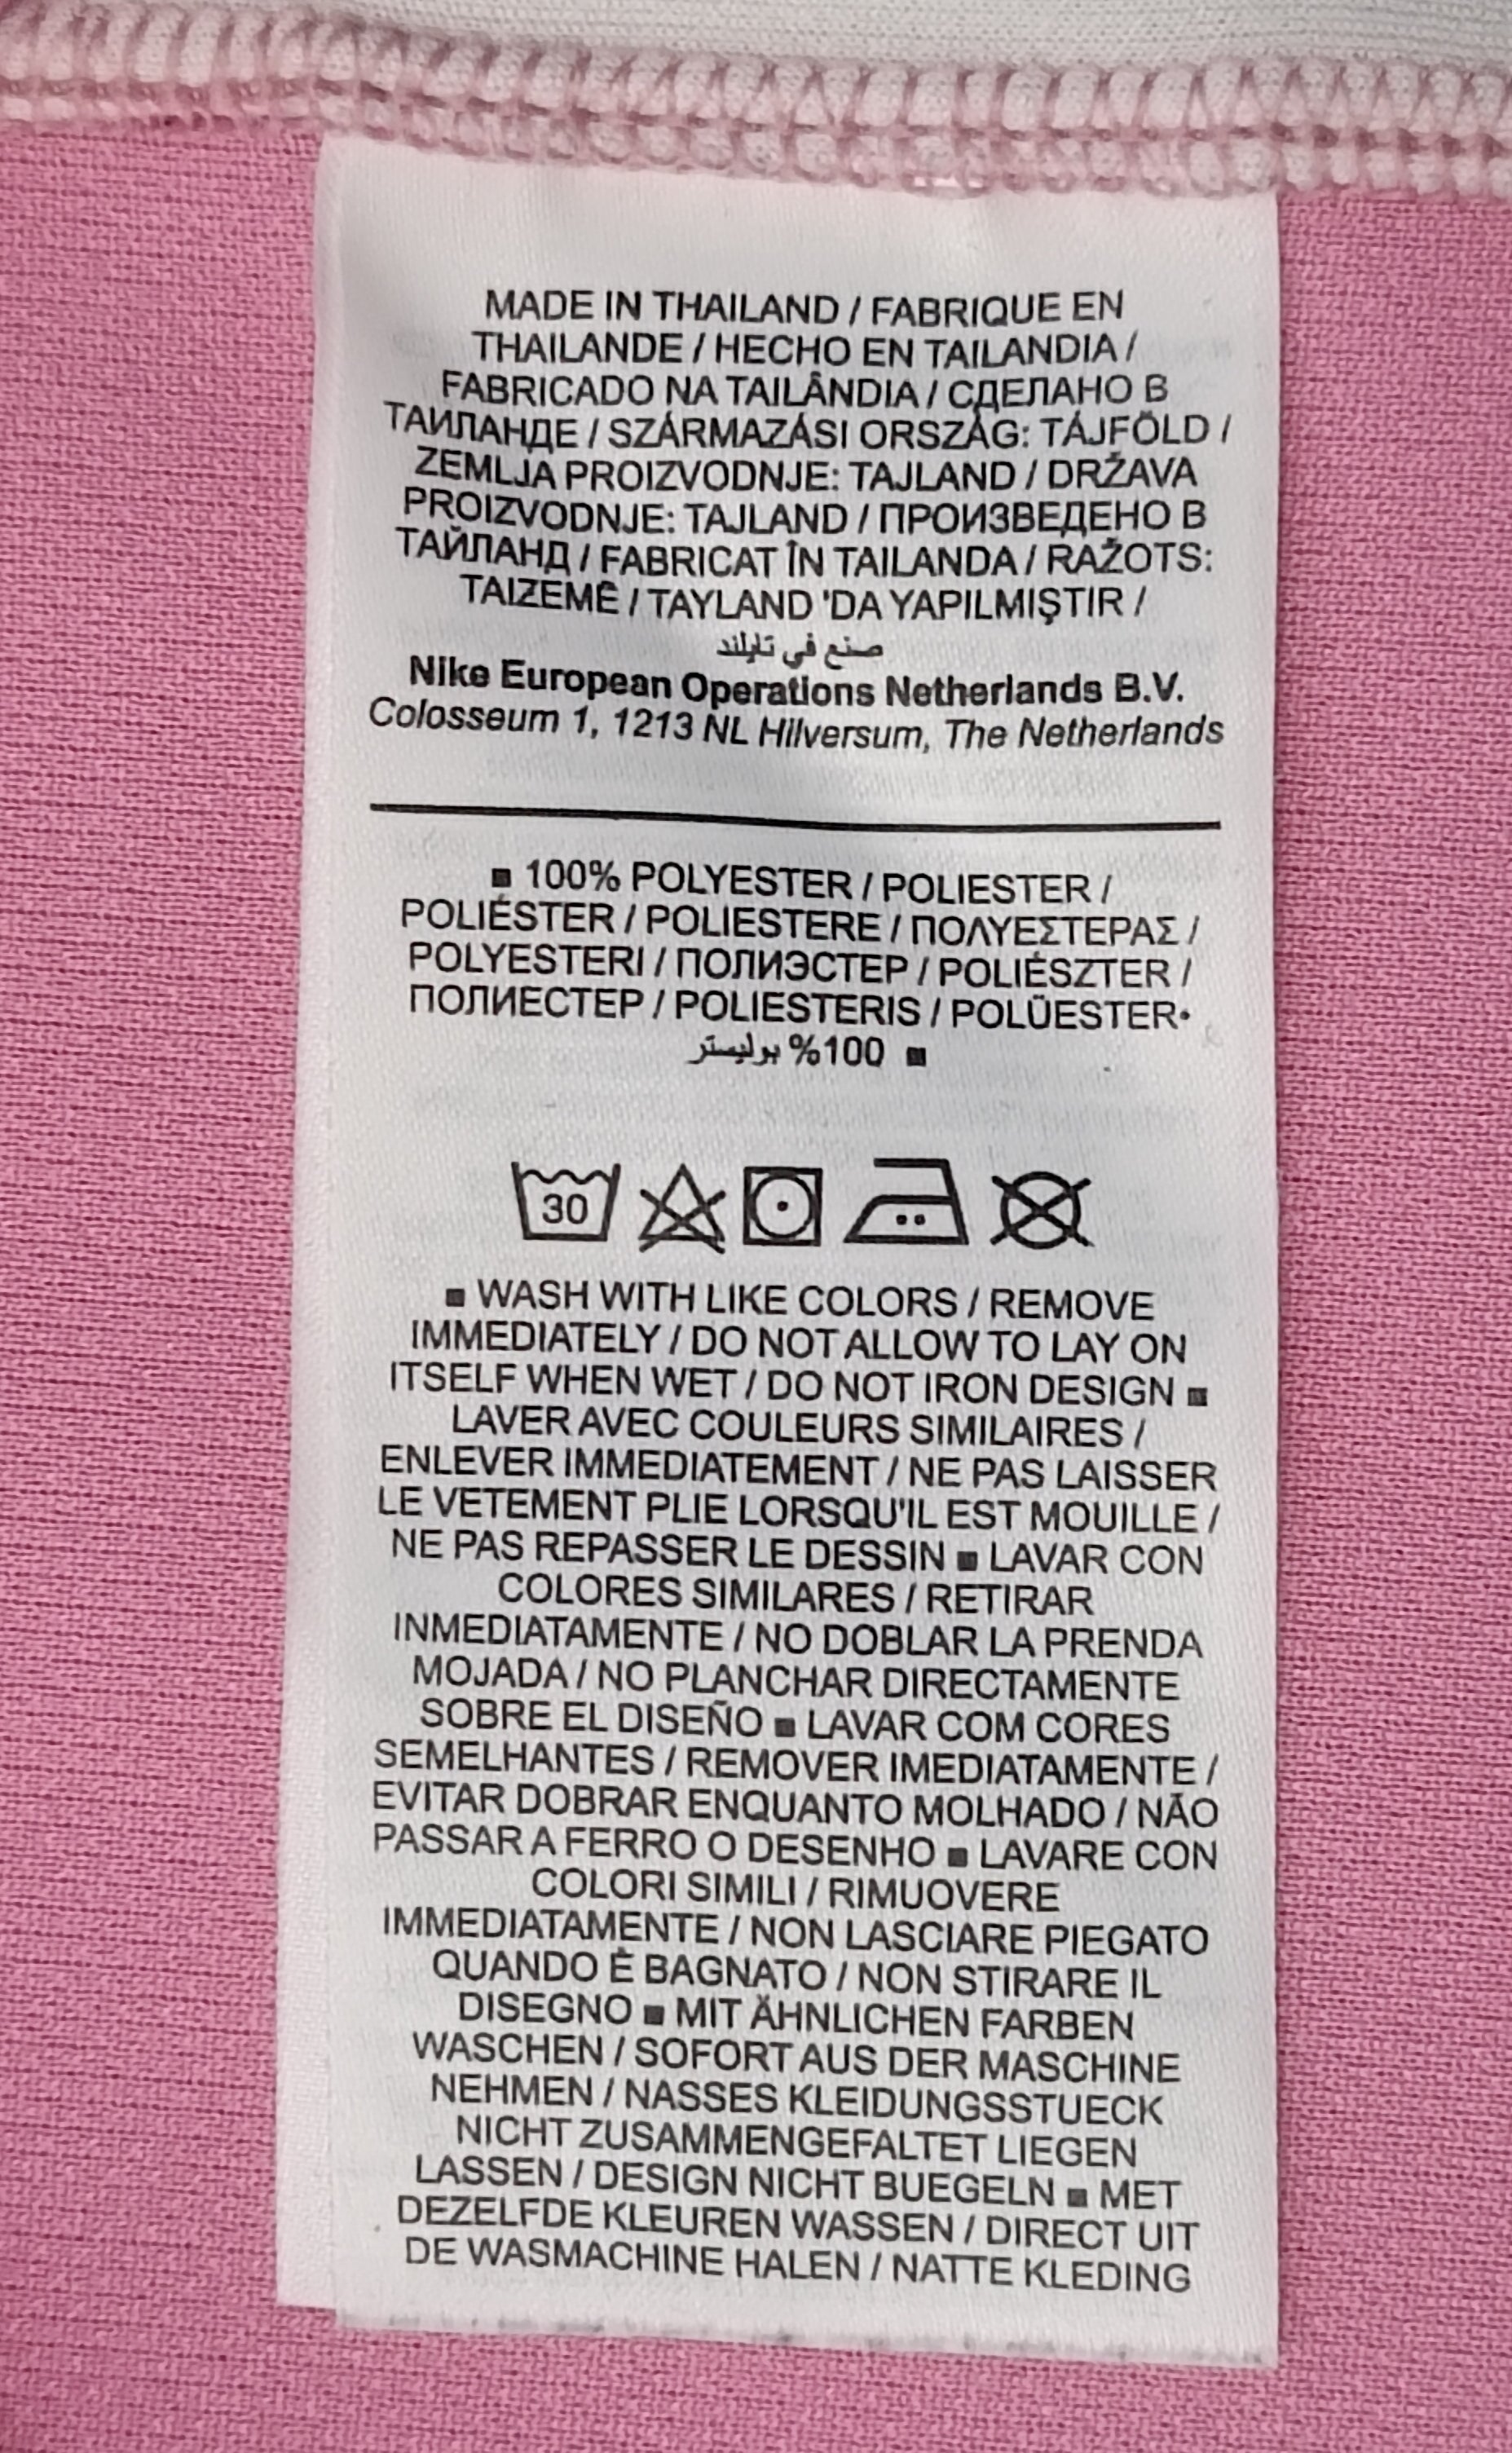 MADE IN THAILAND / FABRIQUE EN
THAILANDE / HECHO EN TAILANDIA /
FABRICADO NA TAILÂNDIA / СДЕЛАНО В
ТАИЛАНДЕ / SZÁRMAZÁSI ORSZÁG: TÁJFÖLD /
ZEMLJA PROIZVODNJE: TAJLAND / DRŽAVA
PROIZVODNJE: TAJLAND / ПРОИЗВЕДЕНО В
ТАЙЛАНД / FABRICAT ÎN TAILANDA / RAŽOTS:
TAIZEMĒ / TAYLAND 'DA YAPILMIŞTIR /
صنع في تايلند
Nike European Operations Netherlands B.V.
Colosseum 1, 1213 NL Hilversum, The Netherlands
■ 100% POLYESTER / POLIESTER /
POLIÉSTER / POLIESTERE / ΠΟΛΥΕΣΤΕΡΑΣ /
POLYESTERI / ПОЛИЭСТЕР / POLIÉSZTER /
ПОЛИЕСТЕР / POLIESTERIS / POLÜESTER•
■ 100% بوليستر
30
■ WASH WITH LIKE COLORS / REMOVE
IMMEDIATELY / DO NOT ALLOW TO LAY ON
ITSELF WHEN WET / DO NOT IRON DESIGN ■
LAVER AVEC COULEURS SIMILAIRES /
ENLEVER IMMEDIATEMENT / NE PAS LAISSER
LE VETEMENT PLIE LORSQU'IL EST MOUILLE /
NE PAS REPASSER LE DESSIN ■ LAVAR CON
COLORES SIMILARES / RETIRAR
INMEDIATAMENTE / NO DOBLAR LA PRENDA
MOJADA / NO PLANCHAR DIRECTAMENTE
SOBRE EL DISEÑO ■ LAVAR COM CORES
SEMELHANTES / REMOVER IMEDIATAMENTE /
EVITAR DOBRAR ENQUANTO MOLHADO / NÃO
PASSAR A FERRO O DESENHO ■ LAVARE CON
COLORI SIMILI / RIMUOVERE
IMMEDIATAMENTE / NON LASCIARE PIEGATO
QUANDO È BAGNATO / NON STIRARE IL
DISEGNO ■ MIT ÄHNLICHEN FARBEN
WASCHEN / SOFORT AUS DER MASCHINE
NEHMEN / NASSES KLEIDUNGSSTUECK
NICHT ZUSAMMENGEFALTET LIEGEN
LASSEN / DESIGN NICHT BUEGELN ■ MET
DEZELFDE KLEUREN WASSEN / DIRECT UIT
DE WASMACHINE HALEN / NATTE KLEDING